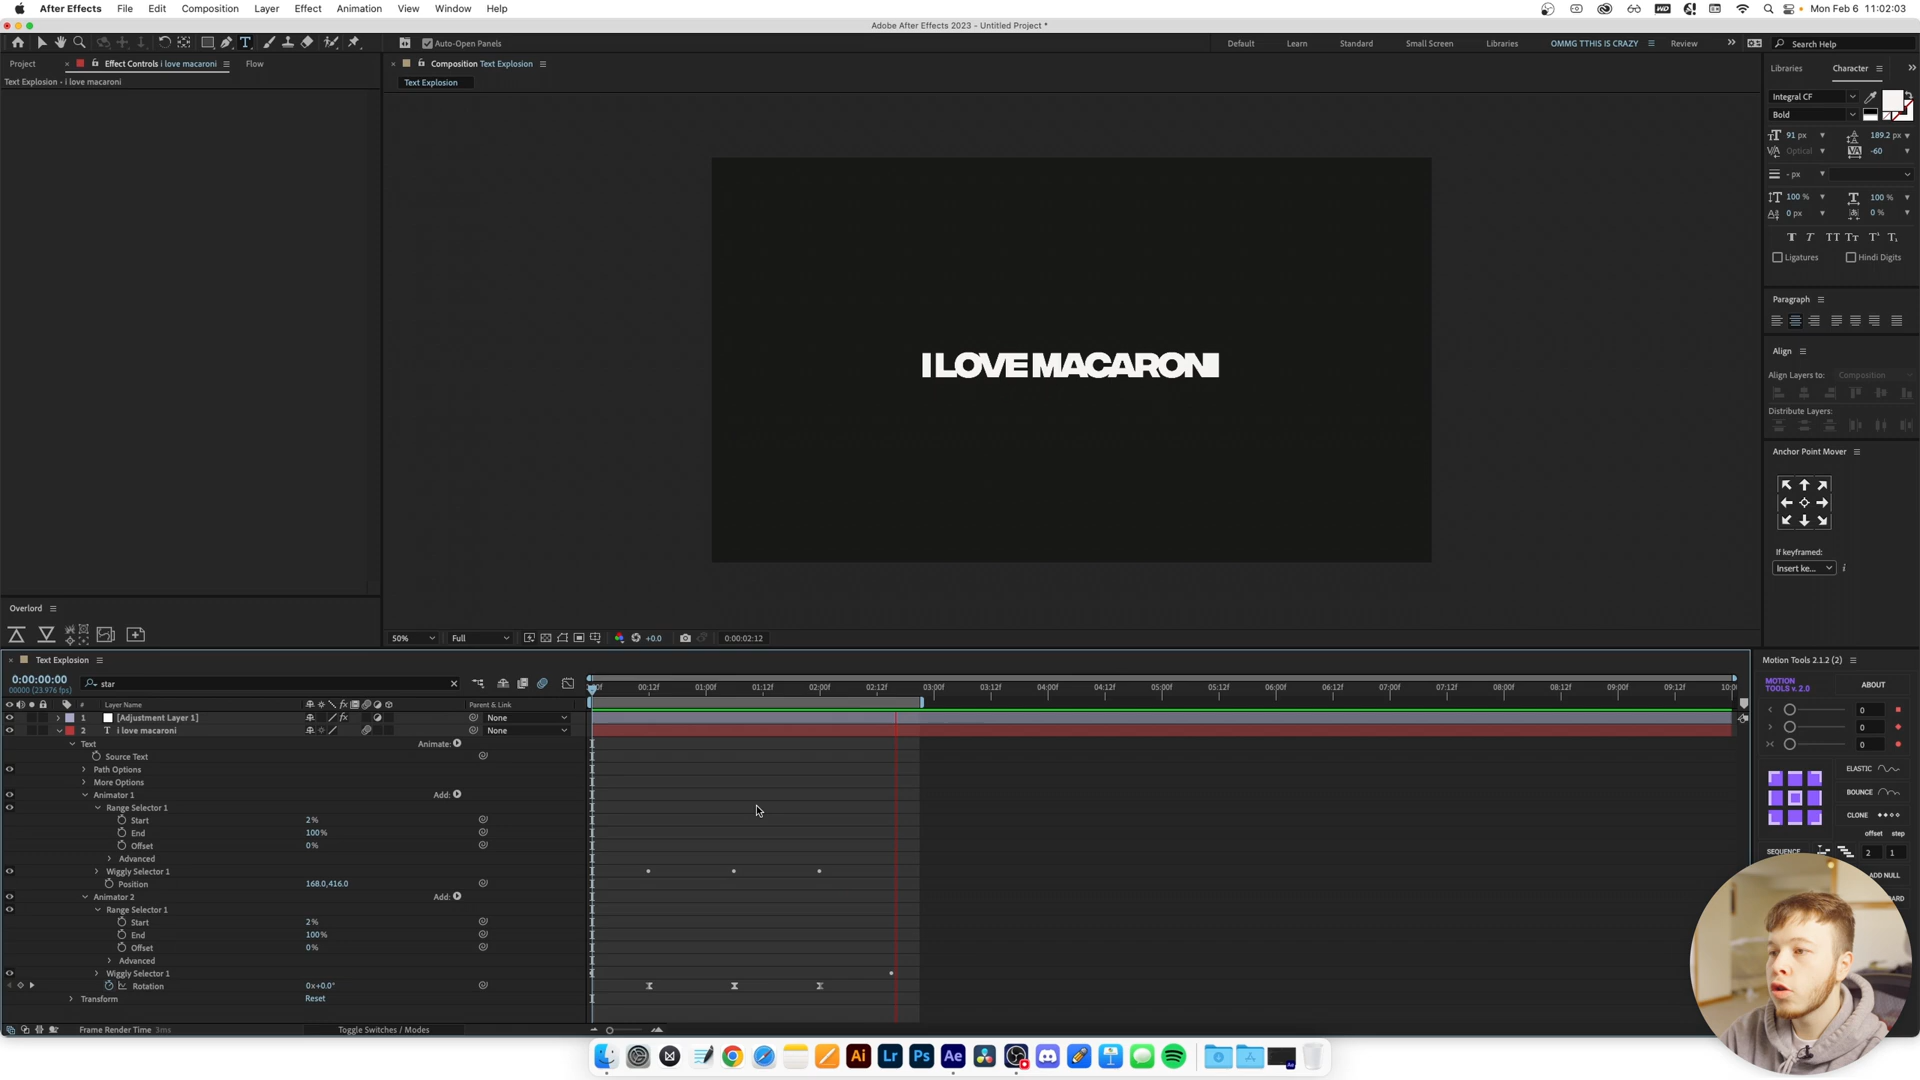 After Effects File Edit Composition Layer Effect Animation View Window Help Mon Feb 6 11:02:03
Adobe After Effects 2023 - Untitled Project *
Auto-Open Panels Default Learn Standard Small Screen Libraries OMMG TTHIS IS CRAZY Review Search Help
Project Effect Controls i love macaroni Flow Composition Text Explosion Libraries Character
Text Explosion • i love macaroni Text Explosion
Integral CF
Bold
91 px 189.2 px
Optical -60
- px
100 % 100 %
0 px 0 %
Ligatures Hindi Digits
Paragraph
Align
Align Layers to: Composition
Distribute Layers:
Anchor Point Mover
If keyframed:
Insert ke...
I LOVE MACARONI
Overlord
50% Full +0.0 0:00:02:12
Text Explosion
0:00:00:00 star
00000 (23.976 fps)
00:12f 01:00f 01:12f 02:00f 02:12f 03:00f 03:12f 04:00f 04:12f 05:00f 05:12f 06:00f 06:12f 07:00f 07:12f 08:00f 08:12f 09:00f 09:12f
# Layer Name Parent & Link
1 [Adjustment Layer 1] None
2 T i love macaroni None
Text Animate:
Source Text
Path Options
More Options
Animator 1 Add:
Range Selector 1
Start 2%
End 100%
Offset 0%
Advanced
Wiggly Selector 1
Position 168.0,416.0
Animator 2 Add:
Range Selector 1
Start 2%
End 100%
Offset 0%
Advanced
Wiggly Selector 1
Rotation 0x+0.0°
Transform Reset
Frame Render Time 3ms Toggle Switches / Modes
Motion Tools 2.1.2 (2)
MOTION TOOLS v. 2.0 ABOUT
0
0
0
ELASTIC
BOUNCE
CLONE
offset step
SEQUENCE 2 1
ADD NULL
Ai Lr Ps Ae